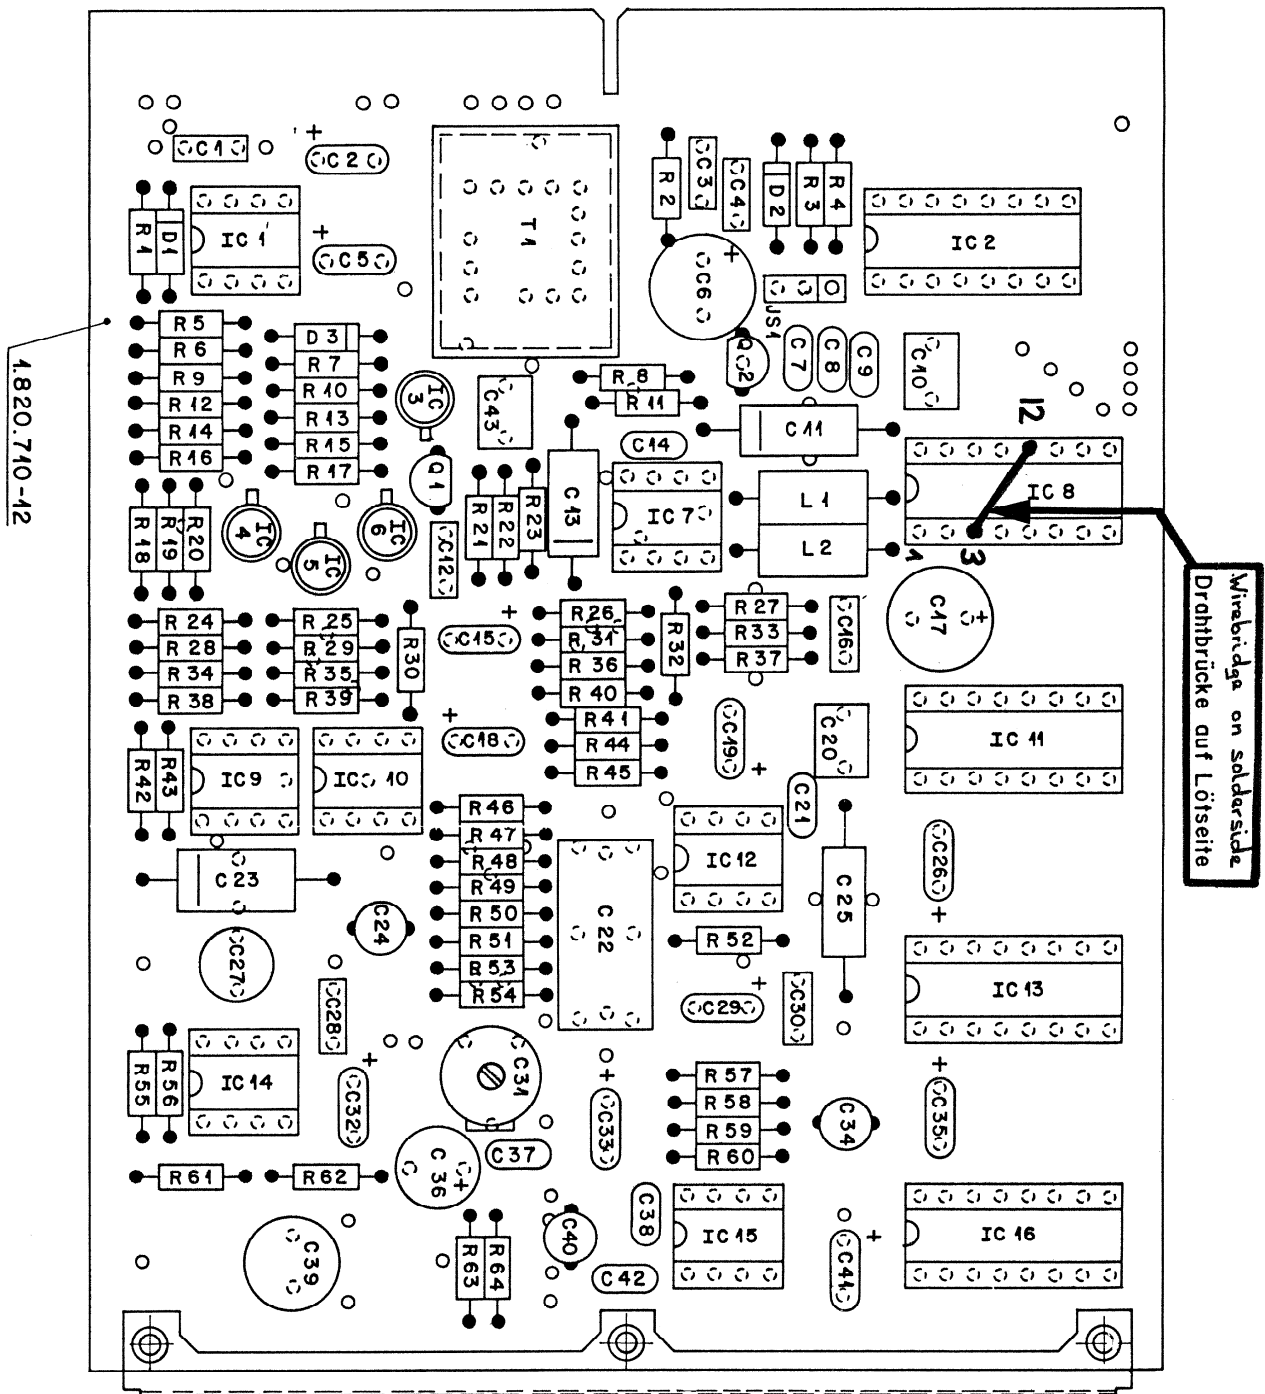 C1
+
C2
R1
D1
IC 1
+
C5
T1
R2
C3
C4
D2
R3
R4
IC 2
+
C6
JS1
R5
R6
R9
R12
R14
R16
D3
R7
R10
R13
R15
R17
IC 3
C43
R8
R11
Q2
C7
C8
C9
C10
C11
C14
Q1
R18
R19
R20
IC 4
IC 5
IC 6
C12
R21
R22
R23
C13
IC 7
L1
L2
12
IC 8
1
3
Wirebridge on solderside
Drahtbrücke auf Lötseite
1.820.710-12
R24
R28
R34
R38
R25
R29
R35
R39
R30
+
C15
R26
R31
R36
R40
R41
R44
R45
R32
R27
R33
R37
C16
C17
+
R42
R43
IC9
IC 10
+
C18
C19
+
C20
C21
IC 11
R46
R47
R48
R49
R50
R51
R53
R54
C22
IC 12
C23
C24
C25
C26
+
C27
R52
C28
C29
+
C30
IC 13
R55
R56
IC 14
+
C32
C31
+
C33
R57
R58
R59
R60
C34
+
C35
R61
R62
C36
+
C37
C38
IC 15
IC 16
C39
R63
R64
C40
C42
+
C41